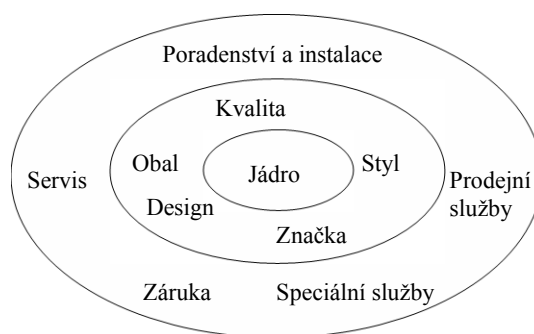 Poradenství a instalace
Kvalita
Obal
Styl
Servis
Jádro
Prodejní
služby
Design
Značka
Záruka
Speciální služby